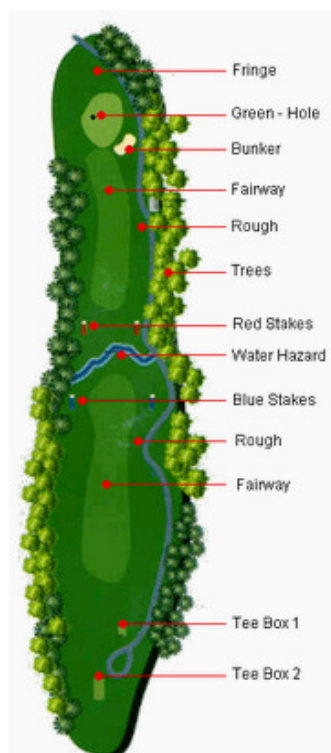 Fringe
Green - Hole
Bunker
Fairway
Rough
Trees
Red Stakes
Water Hazard
Blue Stakes
Rough
Fairway
Tee Box 1
Tee Box 2